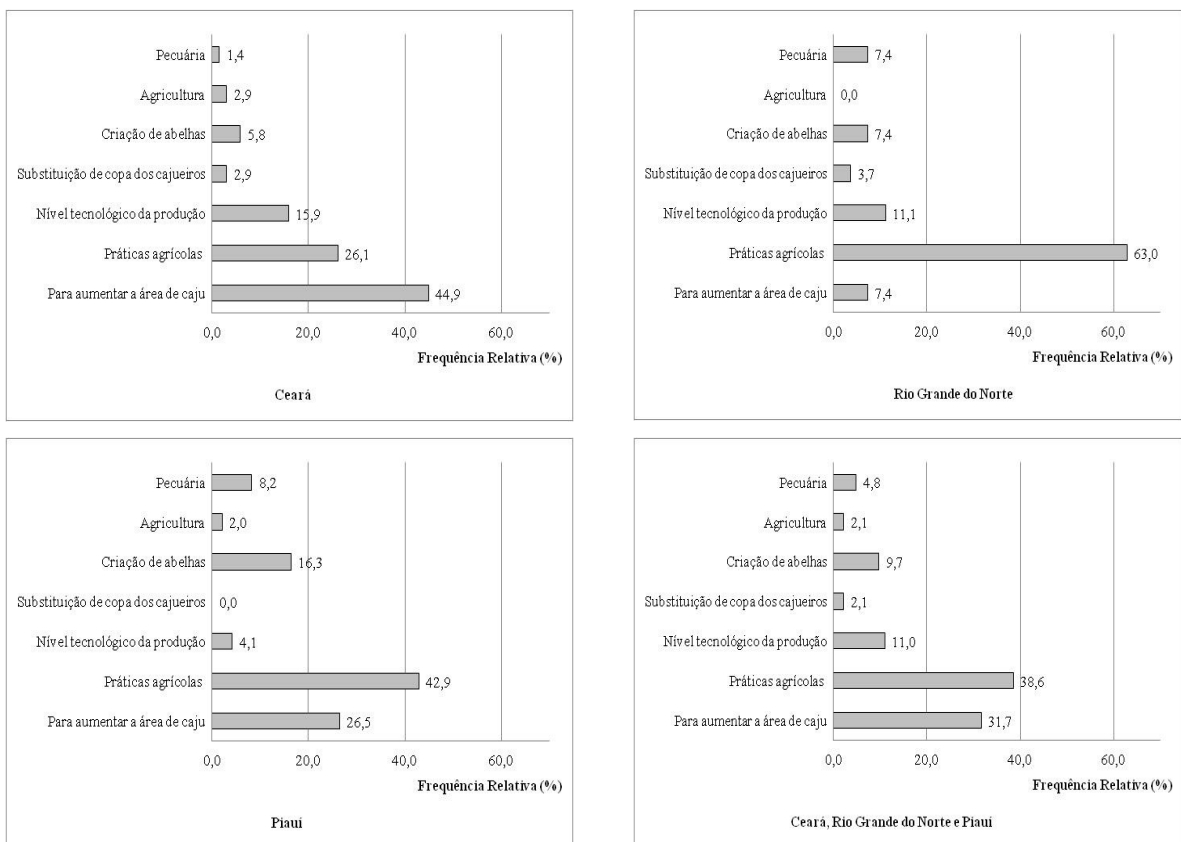 Pecuária 1,4
Agricultura 2,9
Criação de abelhas 5,8
Substituição de copa dos cajueiros 2,9
Nível tecnológico da produção 15,9
Práticas agrícolas 26,1
Para aumentar a área de caju 44,9
0,0 20,0 40,0 60,0
Frequência Relativa (%)
Ceará
Pecuária 7,4
Agricultura 0,0
Criação de abelhas 7,4
Substituição de copa dos cajueiros 3,7
Nível tecnológico da produção 11,1
Práticas agrícolas 63,0
Para aumentar a área de caju 7,4
0,0 20,0 40,0 60,0
Frequência Relativa (%)
Rio Grande do Norte
Pecuária 8,2
Agricultura 2,0
Criação de abelhas 16,3
Substituição de copa dos cajueiros 0,0
Nível tecnológico da produção 4,1
Práticas agrícolas 42,9
Para aumentar a área de caju 26,5
0,0 20,0 40,0 60,0
Frequência Relativa (%)
Piauí
Pecuária 4,8
Agricultura 2,1
Criação de abelhas 9,7
Substituição de copa dos cajueiros 2,1
Nível tecnológico da produção 11,0
Práticas agrícolas 38,6
Para aumentar a área de caju 31,7
0,0 20,0 40,0 60,0
Frequência Relativa (%)
Ceará, Rio Grande do Norte e Piauí